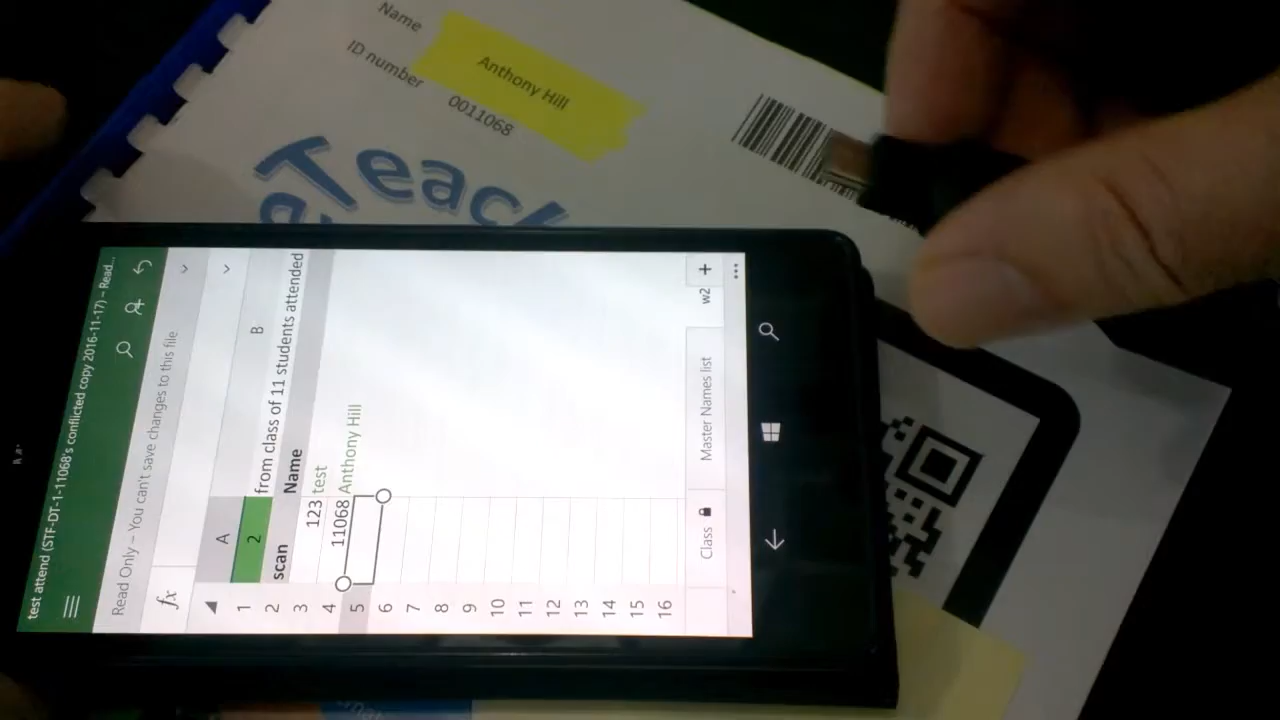 Name
Anthony Hill
ID number
0011068
Teach
test attend (STF-DT-1-11068's conflicted copy 2016-11-17) – Read...
Read Only – You can't save changes to this file
fx
A B
1 2 from class of 11 students attended
2 scan Name
3 123 test
4 11068 Anthony Hill
5
6
7
8
9
10
11
12
13
14
15
16
Class Master Names list w2 +